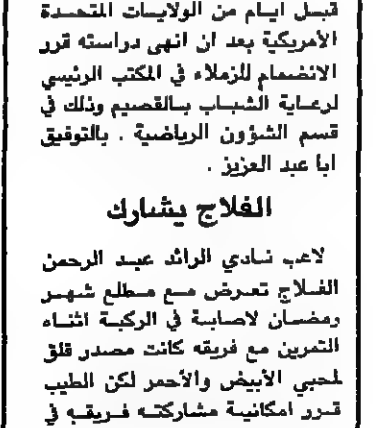 قبل ايام من الولايات المتحدة
الأمريكية بعد ان انهى دراسته قرر
الانضمام للزملاء في المكتب الرئيسي
لرعاية الشباب بالقصيم وذلك في
قسم الشؤون الرياضية . بالتوفيق
ابا عبد العزيز .
الفلاج يشارك
لاعب نادي الرائد عبد الرحمن
الفلاج تعرض مع مطلع شهر
رمضان لاصابة في الركبة اثناء
التمرين مع فريقه كانت مصدر قلق
لمحبي الأبيض والأحمر لكن الطيب
قرر امكانية مشاركته فريقه في